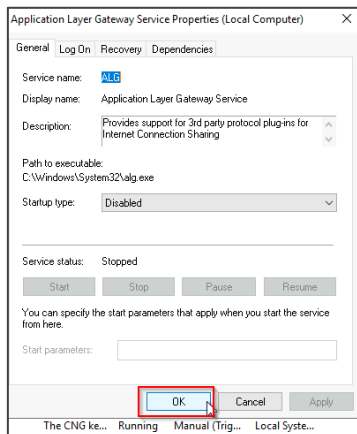 Application Layer Gateway Service Properties (Local Computer)
General Log On Recovery Dependencies
Service name: ALG
Display name: Application Layer Gateway Service
Description: Provides support for 3rd party protocol plug-ins for
Internet Connection Sharing
Path to executable:
C:\Windows\System32\alg.exe
Startup type: Disabled
Service status: Stopped
Start Stop Pause Resume
You can specify the start parameters that apply when you start the service
from here.
Start parameters:
OK Cancel Apply
The CNG ke... Running Manual (Trig... Local Syste...